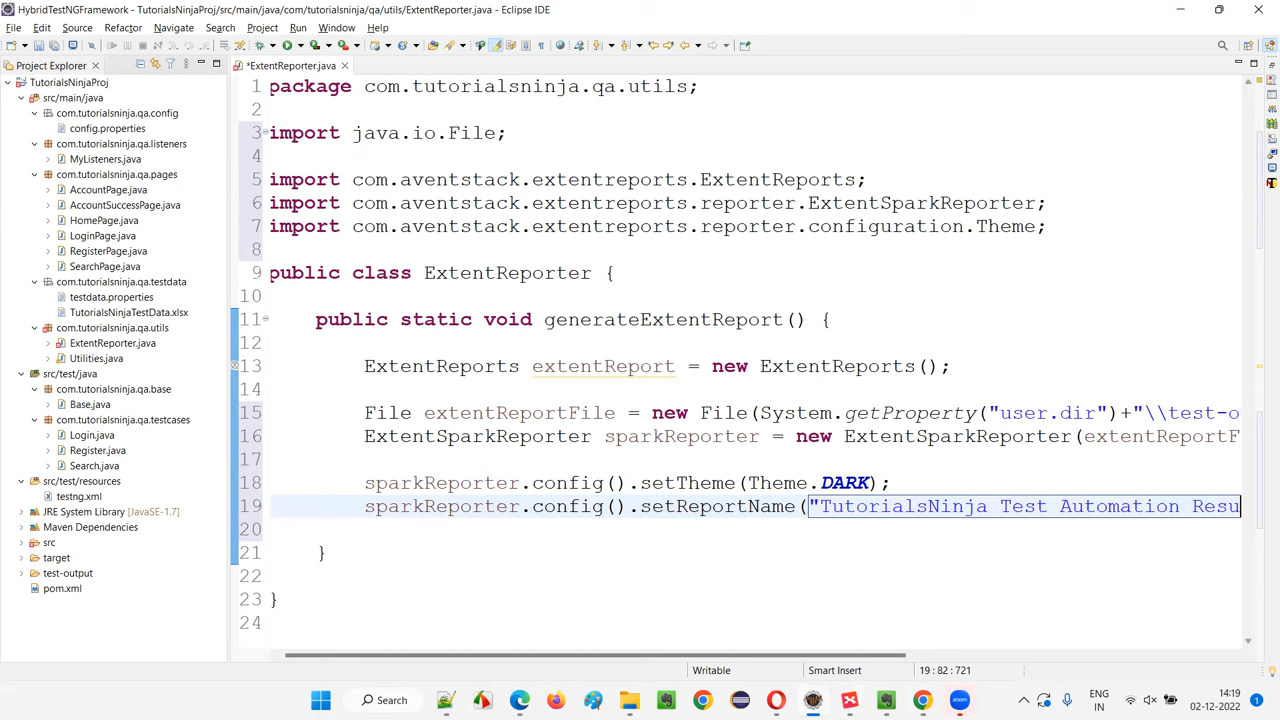 HybridTestNGFramework - TutorialsNinjaProj/src/main/java/com/tutorialsninja/qa/utils/ExtentReporter.java - Eclipse IDE
File Edit Source Refactor Navigate Search Project Run Window Help
Project Explorer
*ExtentReporter.java
TutorialsNinjaProj
src/main/java
com.tutorialsninja.qa.config
config.properties
com.tutorialsninja.qa.listeners
MyListeners.java
com.tutorialsninja.qa.pages
AccountPage.java
AccountSuccessPage.java
HomePage.java
LoginPage.java
RegisterPage.java
SearchPage.java
com.tutorialsninja.qa.testdata
testdata.properties
TutorialsNinjaTestData.xlsx
com.tutorialsninja.qa.utils
ExtentReporter.java
Utilities.java
src/test/java
com.tutorialsninja.qa.base
Base.java
com.tutorialsninja.qa.testcases
Login.java
Register.java
Search.java
src/test/resources
testng.xml
JRE System Library [JavaSE-1.7]
Maven Dependencies
src
target
test-output
pom.xml
1 package com.tutorialsninja.qa.utils;
2
3 import java.io.File;
4
5 import com.aventstack.extentreports.ExtentReports;
6 import com.aventstack.extentreports.reporter.ExtentSparkReporter;
7 import com.aventstack.extentreports.reporter.configuration.Theme;
8
9 public class ExtentReporter {
10
11 public static void generateExtentReport() {
12
13 ExtentReports extentReport = new ExtentReports();
14
15 File extentReportFile = new File(System.getProperty("user.dir")+"\\test-o
16 ExtentSparkReporter sparkReporter = new ExtentSparkReporter(extentReportF
17
18 sparkReporter.config().setTheme(Theme.DARK);
19 sparkReporter.config().setReportName("TutorialsNinja Test Automation Resu
20
21 }
22
23 }
24
Writable Smart Insert 19 : 82 : 721
Search
ENG
IN
14:19
02-12-2022